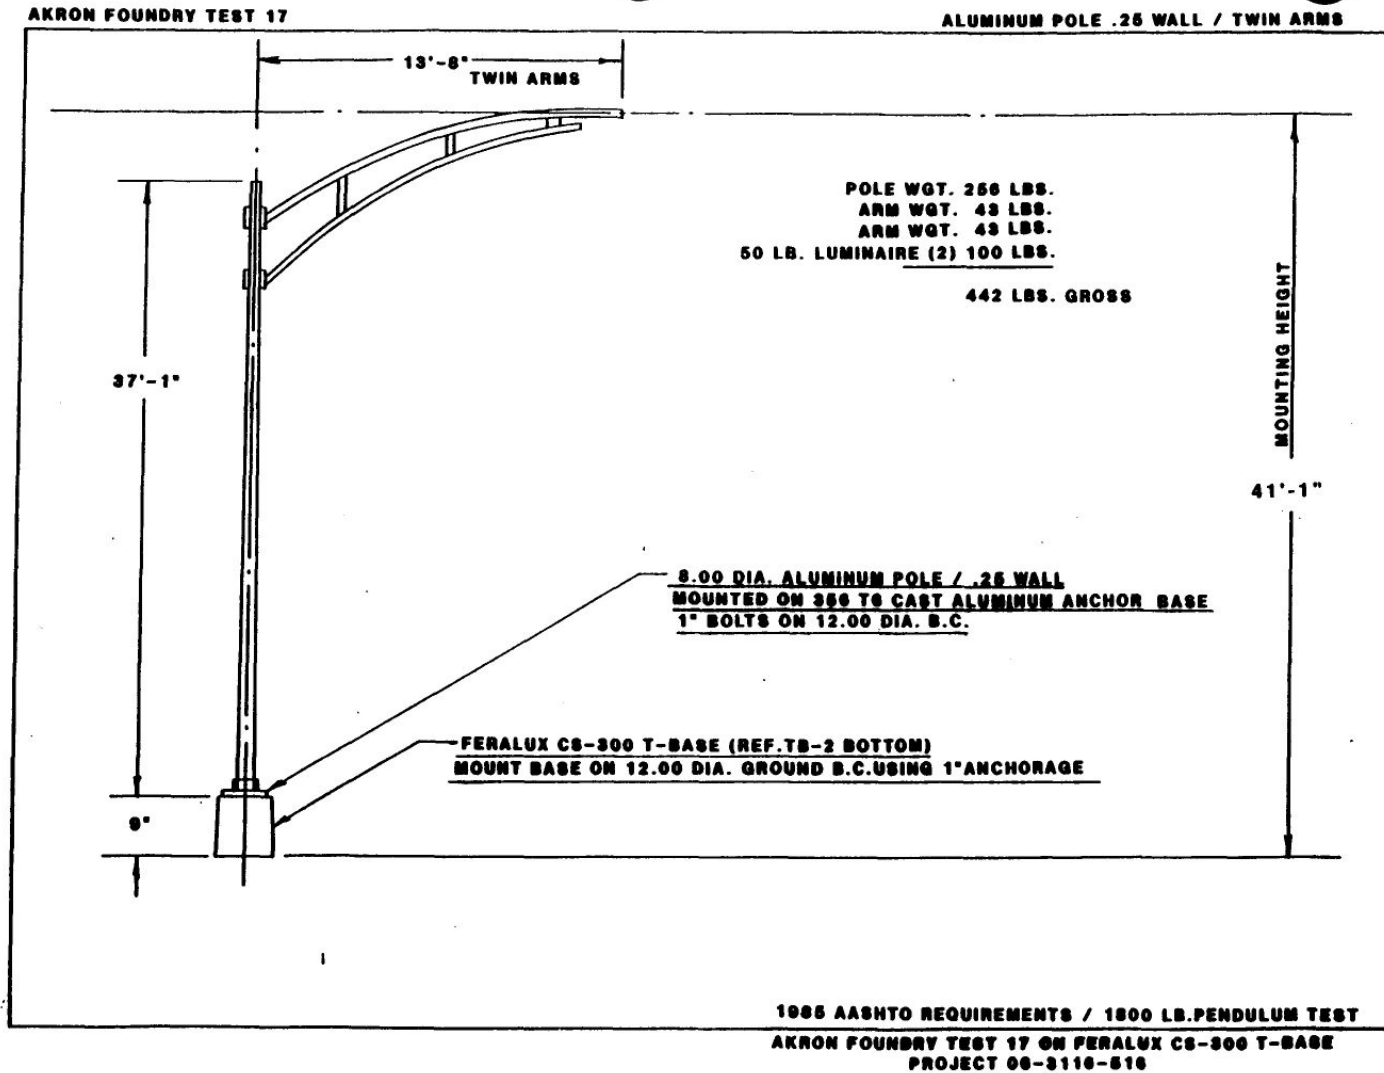 AKRON FOUNDRY TEST 17
ALUMINUM POLE .25 WALL / TWIN ARMS
13'-8"
TWIN ARMS
POLE WGT. 256 LBS.
ARM WGT. 43 LBS.
ARM WGT. 43 LBS.
50 LB. LUMINAIRE (2) 100 LBS.
442 LBS. GROSS
MOUNTING HEIGHT
37'-1"
41'-1"
8.00 DIA. ALUMINUM POLE / .25 WALL
MOUNTED ON 356 T6 CAST ALUMINUM ANCHOR BASE
1" BOLTS ON 12.00 DIA. B.C.
FERALUX CS-300 T-BASE (REF.TB-2 BOTTOM)
MOUNT BASE ON 12.00 DIA. GROUND B.C.USING 1"ANCHORAGE
9"
1985 AASHTO REQUIREMENTS / 1800 LB.PENDULUM TEST
AKRON FOUNDRY TEST 17 ON FERALUX CS-300 T-BASE
PROJECT 06-3116-516